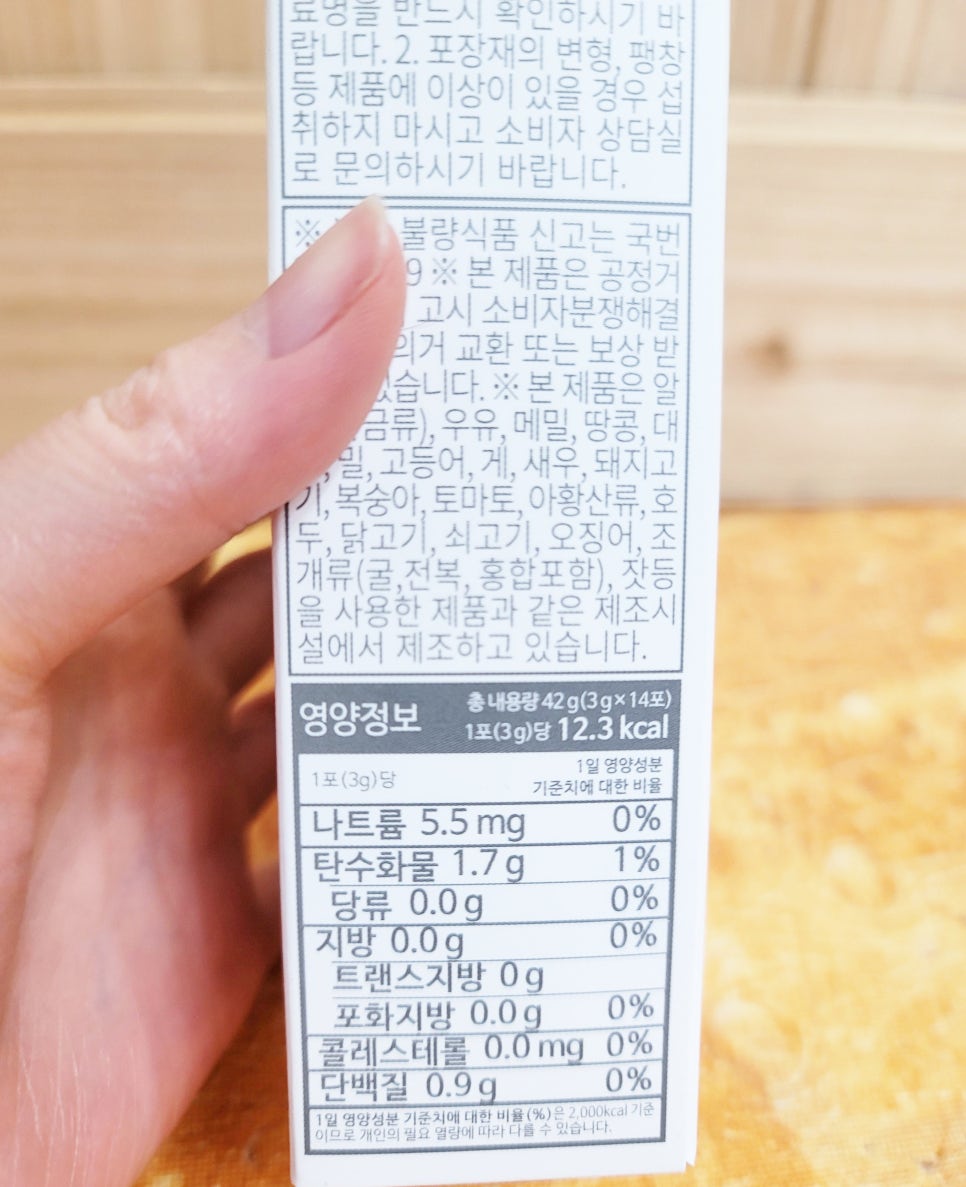 료명을 반드시 확인하시기 바
랍니다. 2. 포장재의 변형, 팽창
등 제품에 이상이 있을 경우 섭
취하지 마시고 소비자 상담실
로 문의하시기 바랍니다.
※ 불량식품 신고는 국번
9 ※ 본 제품은 공정거
고시 소비자분쟁해결
의거 교환 또는 보상 받
있습니다. ※ 본 제품은 알
금류), 우유, 메밀, 땅콩, 대
, 밀, 고등어, 게, 새우, 돼지고
기, 복숭아, 토마토, 아황산류, 호
두, 닭고기, 쇠고기, 오징어, 조
개류(굴,전복, 홍합포함), 잣등
을 사용한 제품과 같은 제조시
설에서 제조하고 있습니다.
영양정보
총 내용량 42g(3g×14포)
1포(3g)당 12.3 kcal
1포(3g)당
1일 영양성분
기준치에 대한 비율
나트륨 5.5 mg 0%
탄수화물 1.7 g 1%
당류 0.0 g 0%
지방 0.0 g 0%
트랜스지방 0 g
포화지방 0.0 g 0%
콜레스테롤 0.0 mg 0%
단백질 0.9 g 0%
1일 영양성분 기준치에 대한 비율(%)은 2,000kcal 기준
이므로 개인의 필요 열량에 따라 다를 수 있습니다.